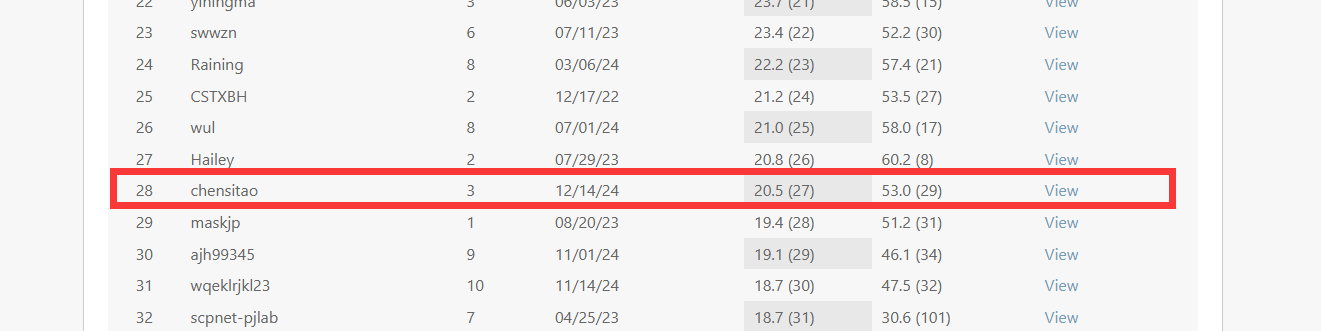 22 yiningma 3 06/03/23 23.7 (21) 58.5 (15) View
23 swwzn 6 07/11/23 23.4 (22) 52.2 (30) View
24 Raining 8 03/06/24 22.2 (23) 57.4 (21) View
25 CSTXBH 2 12/17/22 21.2 (24) 53.5 (27) View
26 wul 8 07/01/24 21.0 (25) 58.0 (17) View
27 Hailey 2 07/29/23 20.8 (26) 60.2 (8) View
28 chensitao 3 12/14/24 20.5 (27) 53.0 (29) View
29 maskjp 1 08/20/23 19.4 (28) 51.2 (31) View
30 ajh99345 9 11/01/24 19.1 (29) 46.1 (34) View
31 wqeklrjkl23 10 11/14/24 18.7 (30) 47.5 (32) View
32 scpnet-pjlab 7 04/25/23 18.7 (31) 30.6 (101) View